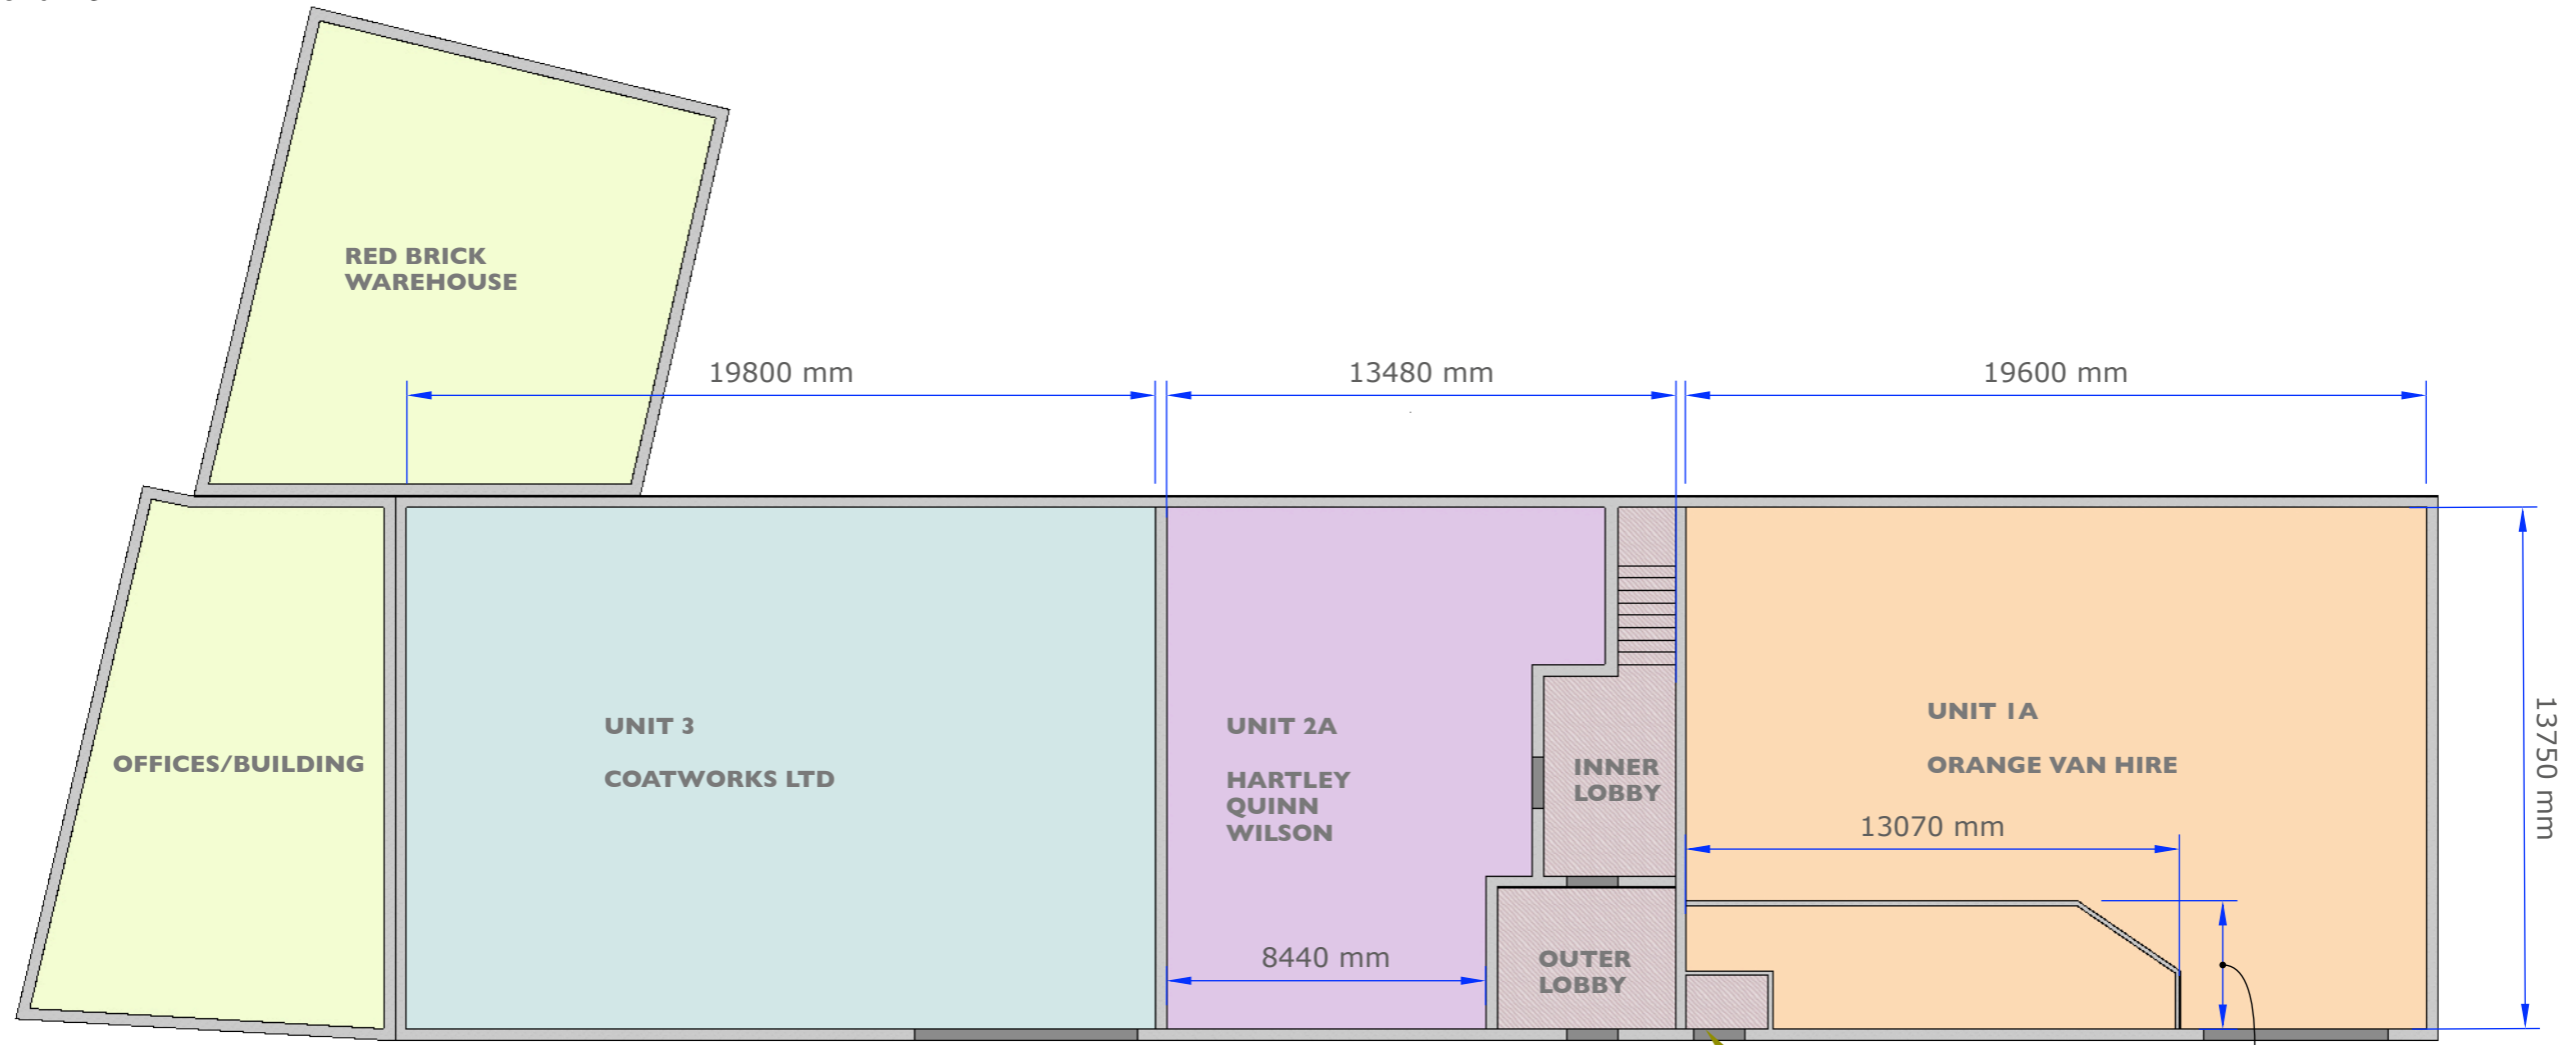 RED BRICK
WAREHOUSE
19800 mm
13480 mm
19600 mm
OFFICES/BUILDING
UNIT 3
COATWORKS LTD
UNIT 2A
HARTLEY
QUINN
WILSON
8440 mm
INNER
LOBBY
OUTER
LOBBY
UNIT 1A
ORANGE VAN HIRE
13070 mm
13750 mm